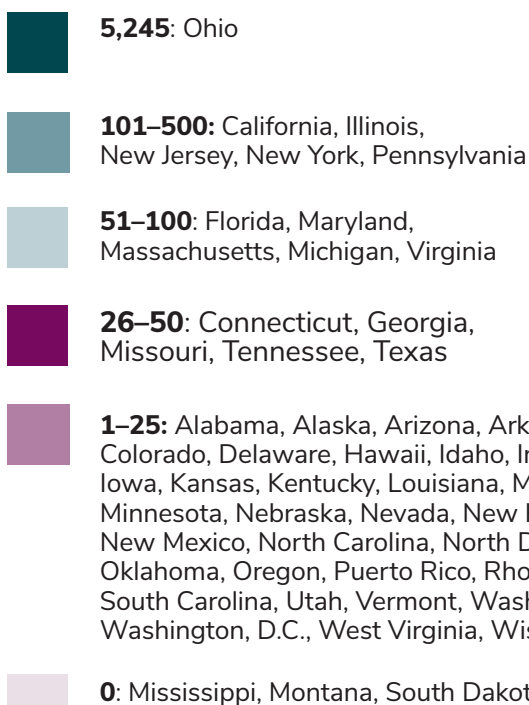 5,245: Ohio
101–500: California, Illinois,
New Jersey, New York, Pennsylvania
51–100: Florida, Maryland,
Massachusetts, Michigan, Virginia
26–50: Connecticut, Georgia,
Missouri, Tennessee, Texas
1–25: Alabama, Alaska, Arizona,
Colorado, Delaware, Hawaii, Idaho,
Iowa, Kansas, Kentucky, Louisiana,
Minnesota, Nebraska, Nevada, New
New Mexico, North Carolina, North
Oklahoma, Oregon, Puerto Rico,
South Carolina, Utah, Vermont,
Washington, D.C., West Virginia,
0: Mississippi, Montana, South